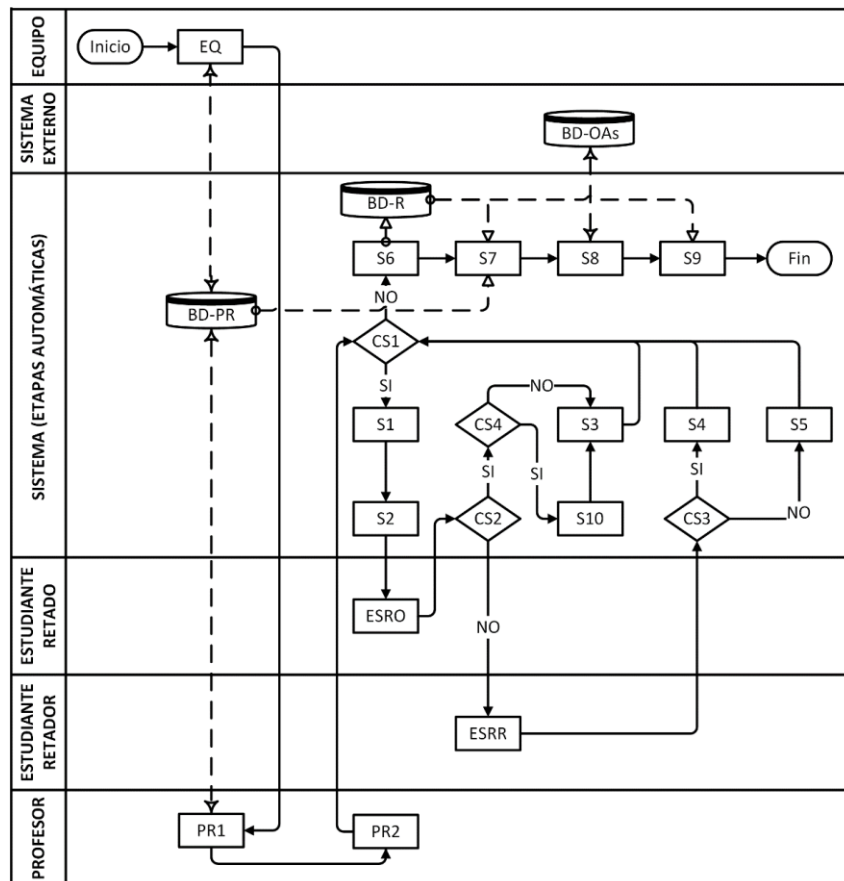 EQUIPO
Inicio
EQ
SISTEMA
EXTERNO
BD-OAs
SISTEMA (ETAPAS AUTOMÁTICAS)
BD-R
S6
S7
S8
S9
Fin
NO
BD-PR
CS1
SI
S1
CS4
NO
S3
S4
S5
SI
SI
SI
S2
CS2
S10
CS3
NO
ESTUDIANTE
RETADO
ESRO
NO
ESTUDIANTE
RETADOR
ESRR
PROFESOR
PR1
PR2